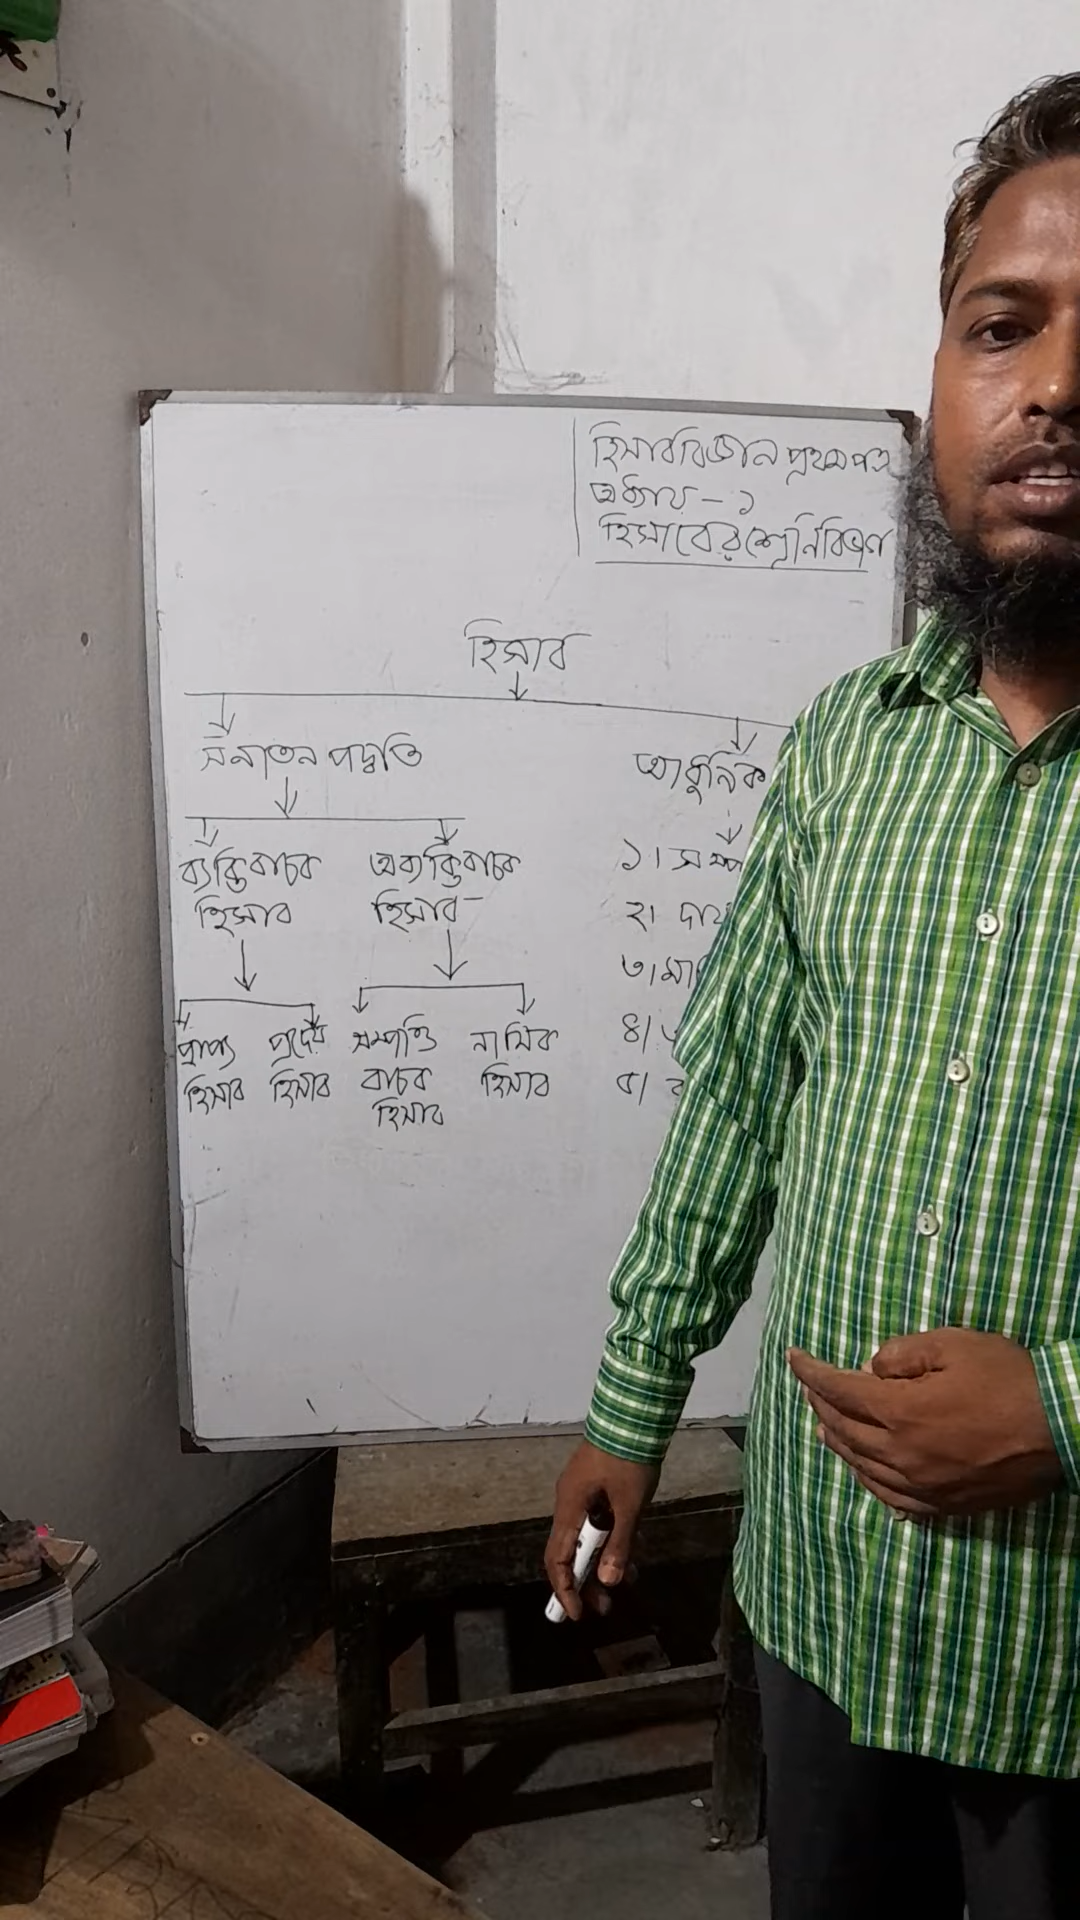 হিসাববিজ্ঞান প্রথম পত্র
অধ্যায় - ১
হিসাবের শ্রেণিবিভাগ
হিসাব
সনাতন পদ্ধতি
আধুনিক
ব্যক্তিবাচক
হিসাব
অব্যক্তিবাচক
হিসাব
প্রাপ্য
হিসাব
প্রদেয়
হিসাব
সম্পত্তি
বাচক
হিসাব
নামিক
হিসাব
১।
২।
৩।
৪।
৫।